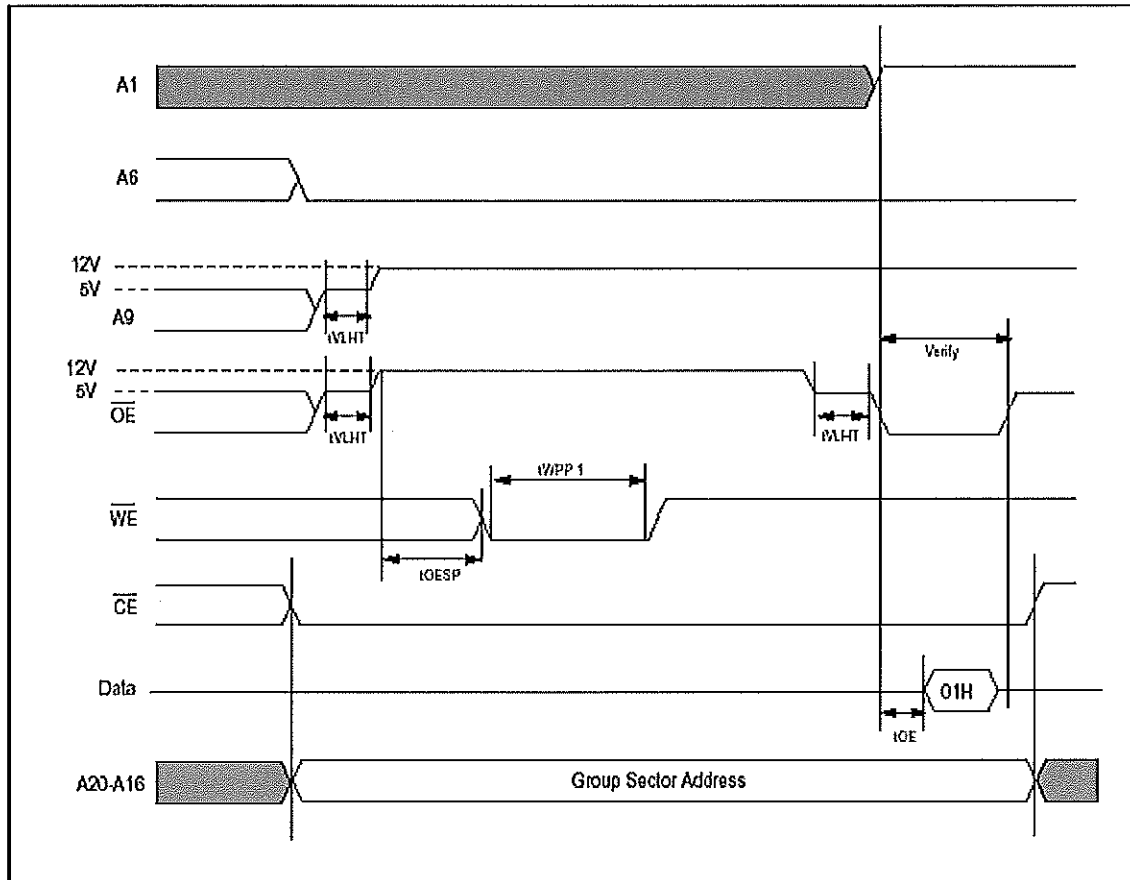 A1
A6
12V
5V
A9
tVLHT
12V
5V
Verify
OE
tVLHT
tVLHT
tWPP 1
WE
tOESP
CE
Data
01H
tOE
A20-A16
Group Sector Address